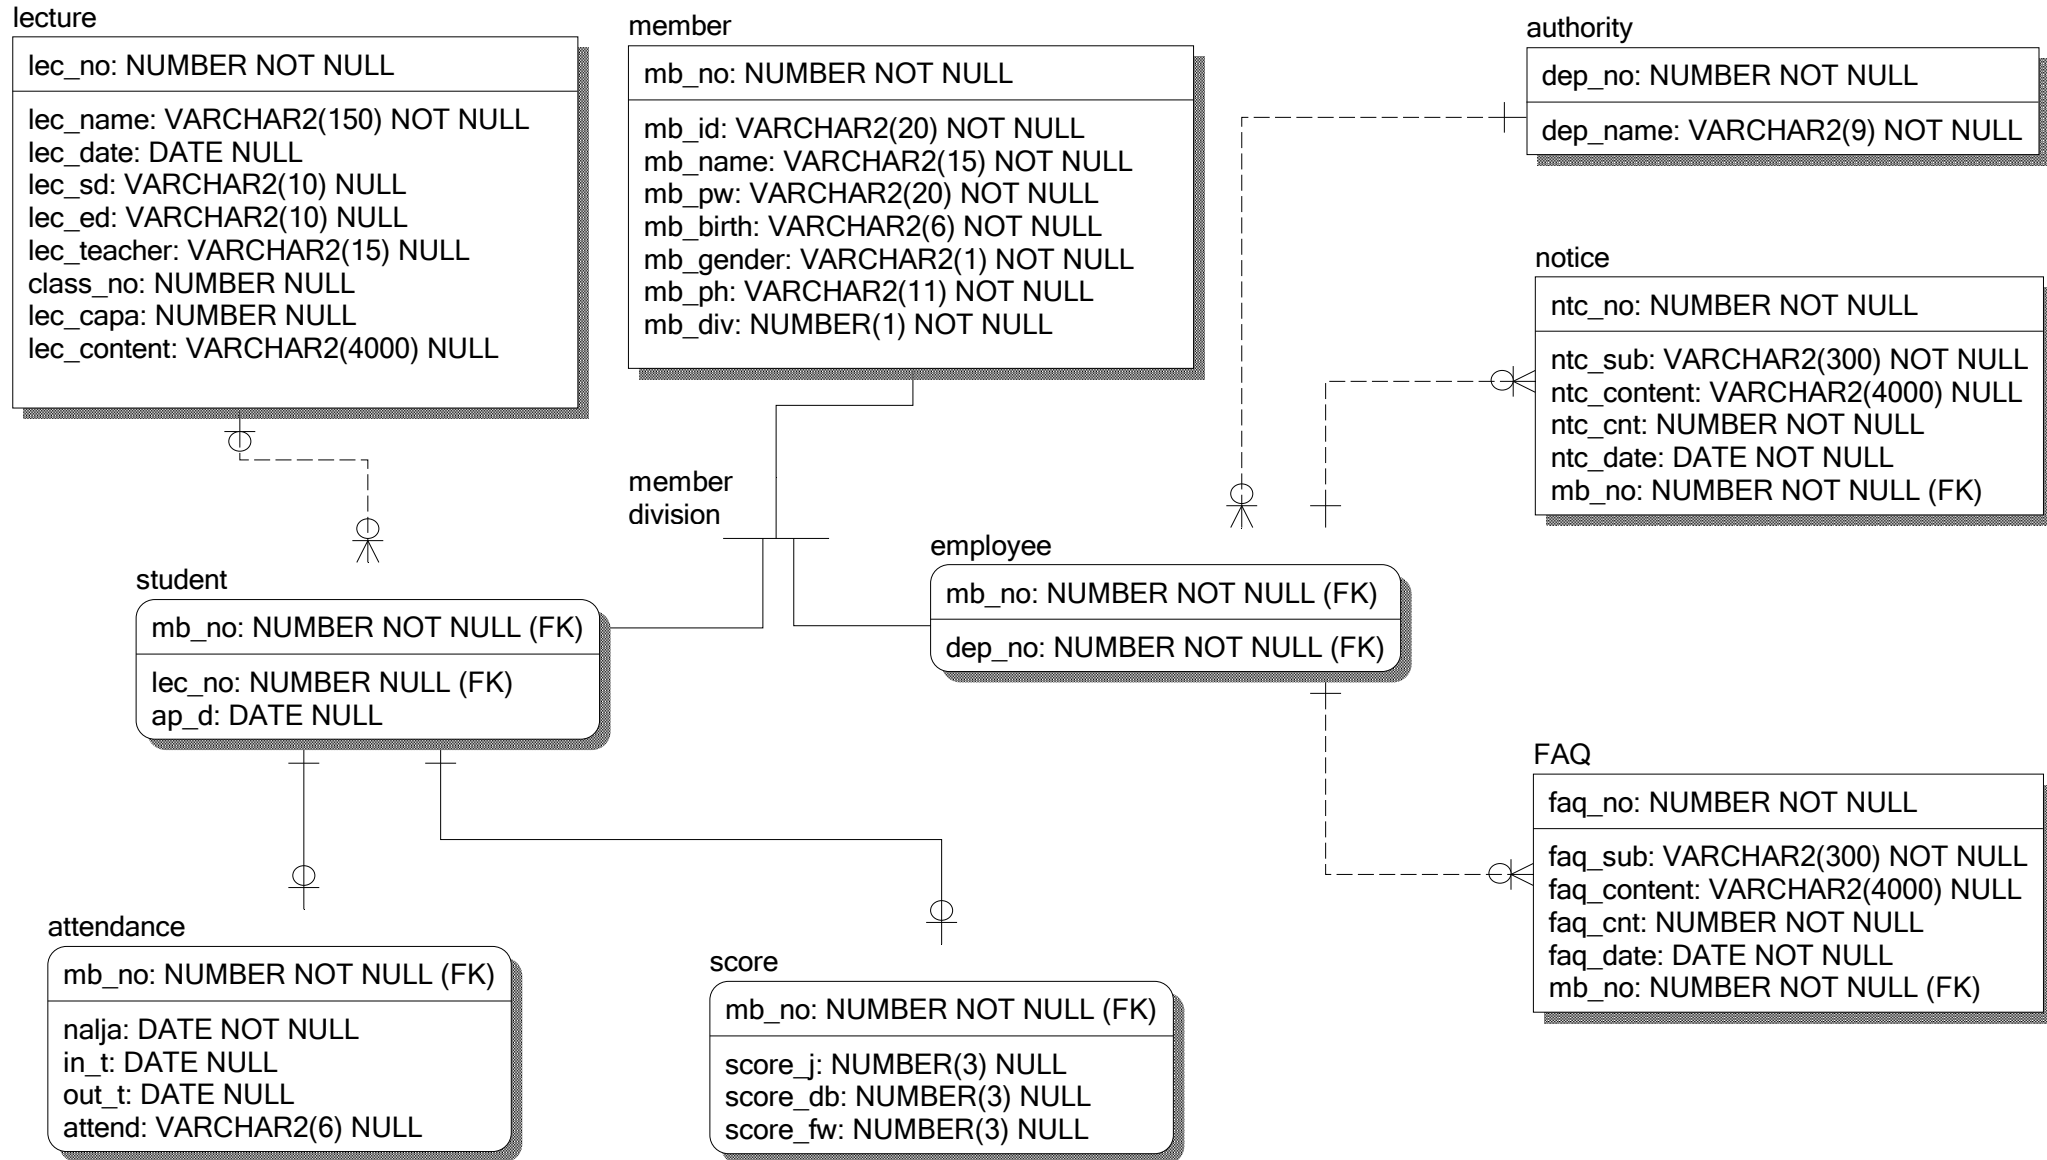 lecture
lec_no: NUMBER NOT NULL
lec_name: VARCHAR2(150) NOT NULL
lec_date: DATE NULL
lec_sd: VARCHAR2(10) NULL
lec_ed: VARCHAR2(10) NULL
lec_teacher: VARCHAR2(15) NULL
class_no: NUMBER NULL
lec_capa: NUMBER NULL
lec_content: VARCHAR2(4000) NULL
member
mb_no: NUMBER NOT NULL
mb_id: VARCHAR2(20) NOT NULL
mb_name: VARCHAR2(15) NOT NULL
mb_pw: VARCHAR2(20) NOT NULL
mb_birth: VARCHAR2(6) NOT NULL
mb_gender: VARCHAR2(1) NOT NULL
mb_ph: VARCHAR2(11) NOT NULL
mb_div: NUMBER(1) NOT NULL
authority
dep_no: NUMBER NOT NULL
dep_name: VARCHAR2(9) NOT NULL
notice
ntc_no: NUMBER NOT NULL
ntc_sub: VARCHAR2(300) NOT NULL
ntc_content: VARCHAR2(4000) NULL
ntc_cnt: NUMBER NOT NULL
ntc_date: DATE NOT NULL
mb_no: NUMBER NOT NULL (FK)
member
division
student
mb_no: NUMBER NOT NULL (FK)
lec_no: NUMBER NULL (FK)
ap_d: DATE NULL
employee
mb_no: NUMBER NOT NULL (FK)
dep_no: NUMBER NOT NULL (FK)
FAQ
faq_no: NUMBER NOT NULL
faq_sub: VARCHAR2(300) NOT NULL
faq_content: VARCHAR2(4000) NULL
faq_cnt: NUMBER NOT NULL
faq_date: DATE NOT NULL
mb_no: NUMBER NOT NULL (FK)
attendance
mb_no: NUMBER NOT NULL (FK)
nalja: DATE NOT NULL
in_t: DATE NULL
out_t: DATE NULL
attend: VARCHAR2(6) NULL
score
mb_no: NUMBER NOT NULL (FK)
score_j: NUMBER(3) NULL
score_db: NUMBER(3) NULL
score_fw: NUMBER(3) NULL